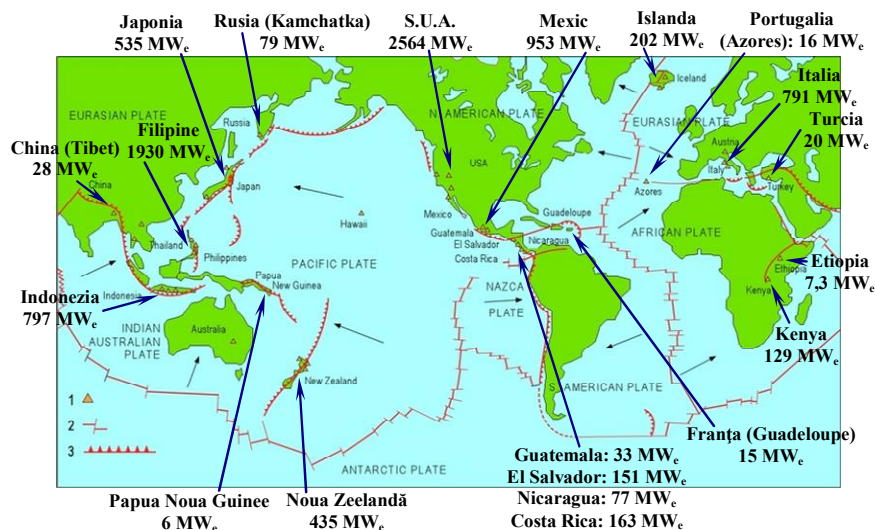 Japonia
535 MWe
Rusia (Kamchatka)
79 MWe
S.U.A.
2564 MWe
Mexic
953 MWe
Islanda
202 MWe
Portugalia
(Azores): 16 MWe
Italia
791 MWe
Turcia
20 MWe
Filipine
1930 MWe
China (Tibet)
28 MWe
Indonezia
797 MWe
Etiopia
7,3 MWe
Kenya
129 MWe
Franţa (Guadeloupe)
15 MWe
Guatemala: 33 MWe
El Salvador: 151 MWe
Nicaragua: 77 MWe
Costa Rica: 163 MWe
Noua Zeelandă
435 MWe
Papua Noua Guinee
6 MWe
EURASIAN PLATE
Russia
China
Japan
Thailand
Philippines
Indonesia
Papua
New Guinea
INDIAN
AUSTRALIAN
PLATE
Australia
New Zealand
PACIFIC PLATE
Hawaii
N. AMERICAN PLATE
USA
Mexico
Guatemala
El Salvador
Costa Rica
Nicaragua
Guadeloupe
NAZCA
PLATE
S. AMERICAN PLATE
ANTARCTIC PLATE
Iceland
EURASIAN PLATE
Austria
Italy
Turkey
Azores
AFRICAN PLATE
Ethiopia
Kenya
1
2
3